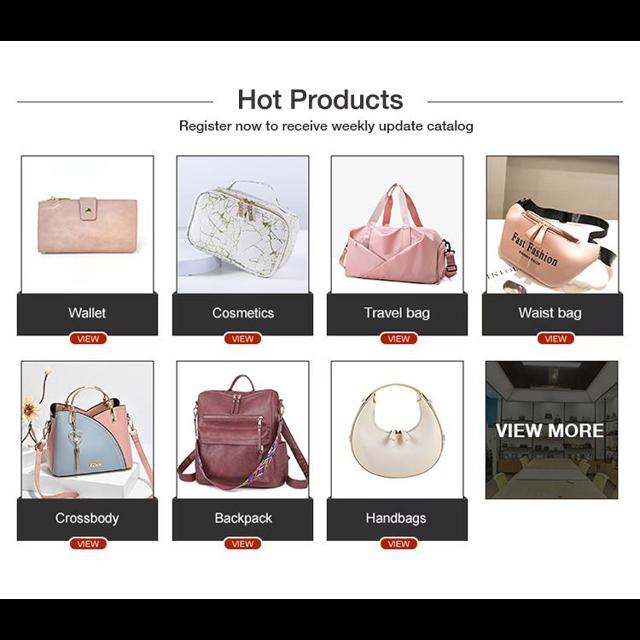 Hot Products
Register now to receive weekly update catalog
Fast Fashion
Wallet
Cosmetics
Travel bag
Waist bag
VIEW
VIEW
VIEW
VIEW
VIEW MORE
Crossbody
Backpack
Handbags
VIEW
VIEW
VIEW